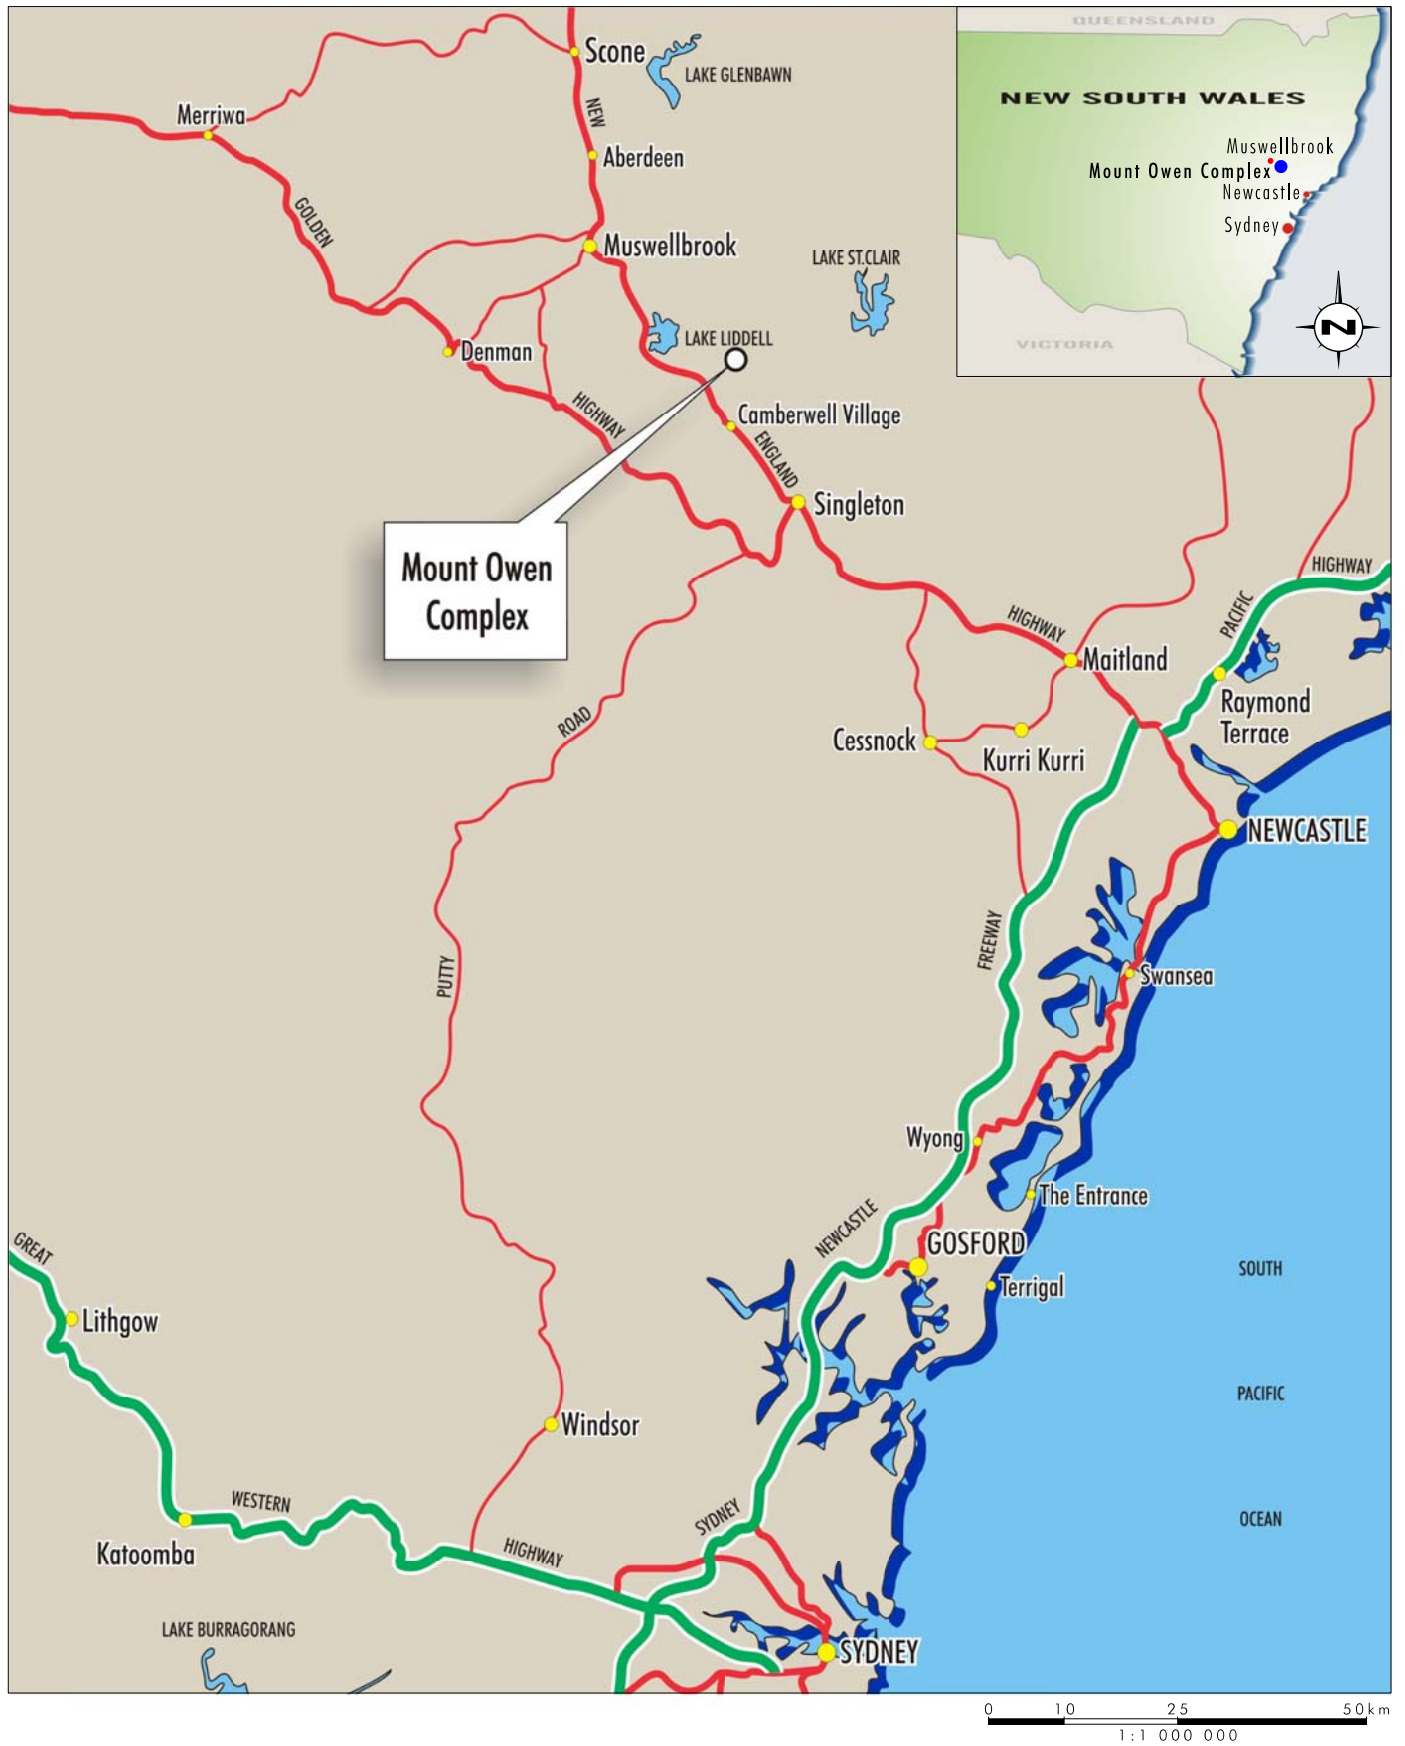 QUEENSLAND
NEW SOUTH WALES
Muswellbrook
Mount Owen Complex
Newcastle
Sydney
VICTORIA
N
Scone
LAKE GLENBAWN
NEW
Merriwa
Aberdeen
GOLDEN
Muswellbrook
LAKE ST.CLAIR
LAKE LIDDELL
Denman
HIGHWAY
Camberwell Village
ENGLAND
Singleton
Mount Owen
Complex
HIGHWAY
PACIFIC
HIGHWAY
Maitland
Raymond
Terrace
ROAD
Cessnock
Kurri Kurri
NEWCASTLE
FREEWAY
PUTTY
Swansea
Wyong
The Entrance
NEWCASTLE
GREAT
GOSFORD
SOUTH
Terrigal
Lithgow
PACIFIC
Windsor
WESTERN
SYDNEY
OCEAN
Katoomba
HIGHWAY
LAKE BURRAGORANG
SYDNEY
0 10 25 50km
1:1 000 000